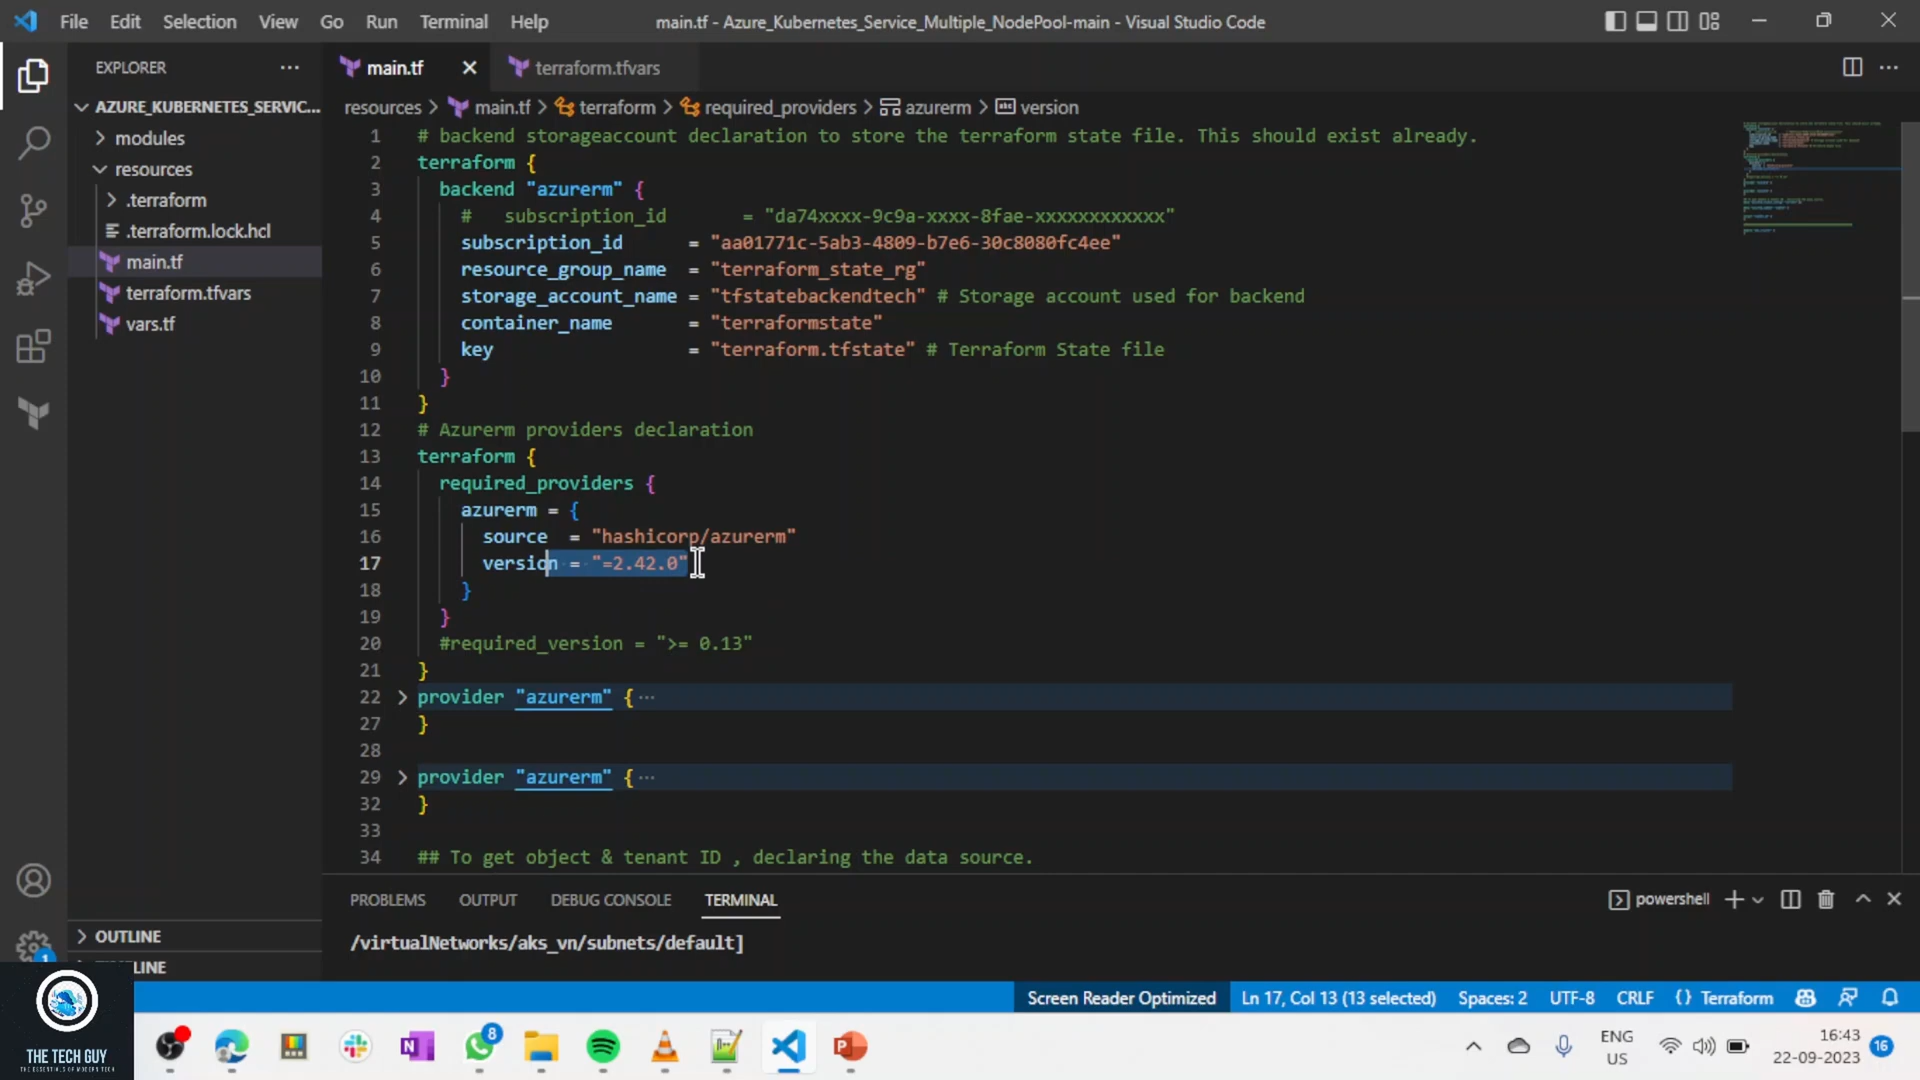 File Edit Selection View Go Run Terminal Help
main.tf - Azure_Kubernetes_Service_Multiple_NodePool-main - Visual Studio Code
EXPLORER
AZURE_KUBERNETES_SERVIC...
modules
resources
.terraform
.terraform.lock.hcl
main.tf
terraform.tfvars
vars.tf
OUTLINE
main.tf
terraform.tfvars
resources > main.tf > terraform > required_providers > azurerm > version
1 # backend storageaccount declaration to store the terraform state file. This should exist already.
2 terraform {
3 backend "azurerm" {
4 # subscription_id = "da74xxxx-9c9a-xxxx-8fae-xxxxxxxxxxxx"
5 subscription_id = "aa01771c-5ab3-4809-b7e6-30c8080fc4ee"
6 resource_group_name = "terraform_state_rg"
7 storage_account_name = "tfstatebackendtech" # Storage account used for backend
8 container_name = "terraformstate"
9 key = "terraform.tfstate" # Terraform State file
10 }
11 }
12 # Azurerm providers declaration
13 terraform {
14 required_providers {
15 azurerm = {
16 source = "hashicorp/azurerm"
17 version = "=2.42.0"
18 }
19 }
20 #required_version = ">= 0.13"
21 }
22 provider "azurerm" { ...
27 }
28
29 provider "azurerm" { ...
32 }
33
34 ## To get object & tenant ID , declaring the data source.
PROBLEMS OUTPUT DEBUG CONSOLE TERMINAL
powershell
/virtualNetworks/aks_vn/subnets/default]
1
LINE
Screen Reader Optimized Ln 17, Col 13 (13 selected) Spaces: 2 UTF-8 CRLF {} Terraform
THE TECH GUY
THE ESSENTIALS OF MODERN TECH
N
8
P
ENG
US
16:43
22-09-2023
16